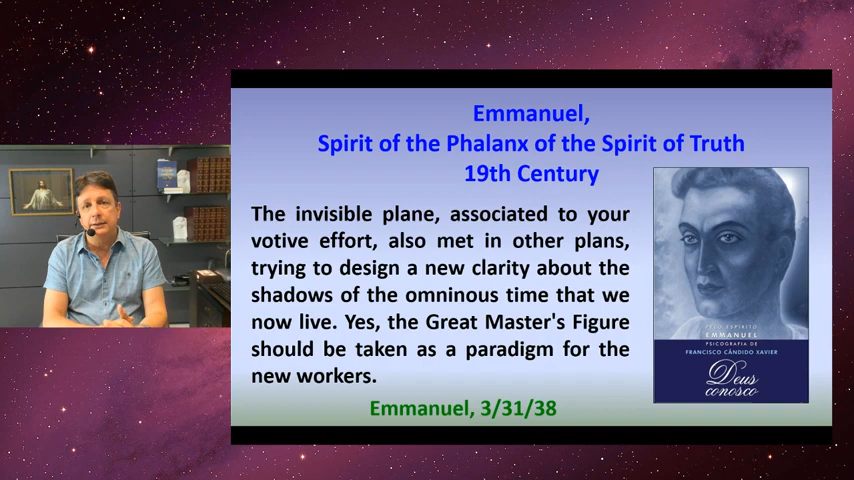 Emmanuel,
Spirit of the Phalanx of the Spirit of Truth
19th Century
The invisible plane, associated to your
votive effort, also met in other plans,
trying to design a new clarity about the
shadows of the omninous time that we
now live. Yes, the Great Master's Figure
should be taken as a paradigm for the
new workers.
Emmanuel, 3/31/38
PELO ESPÍRITO
EMMANUEL
PSICOGRAFIA DE
FRANCISCO CÂNDIDO XAVIER
Deus
conosco